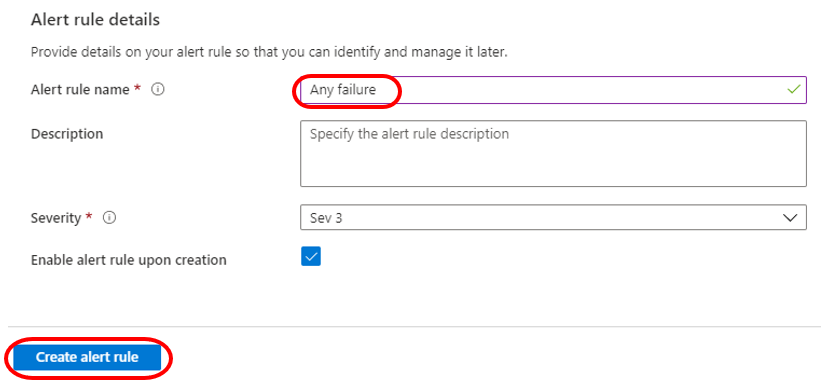 Alert rule details
Provide details on your alert rule so that you can identify and manage it later.
Alert rule name * Any failure
Description Specify the alert rule description
Severity * Sev 3
Enable alert rule upon creation
Create alert rule